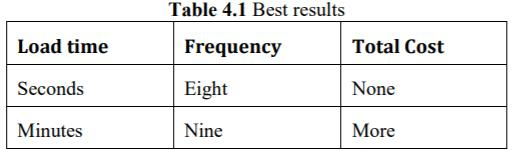 Table 4.1 Best results
Load time Frequency Total Cost
Seconds Eight None
Minutes Nine More